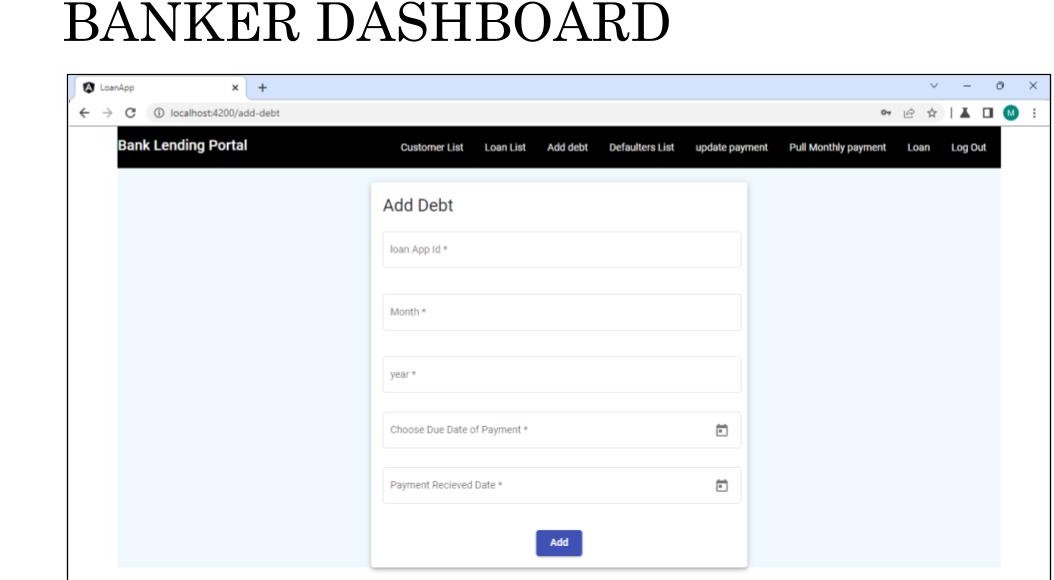 BANKER DASHBOARD
LoanApp
localhost:4200/add-debt
M
Bank Lending Portal Customer List Loan List Add debt Defaulters List update payment Pull Monthly payment Loan Log Out
Add Debt
loan App Id *
Month *
year *
Choose Due Date of Payment *
Payment Recieved Date *
Add